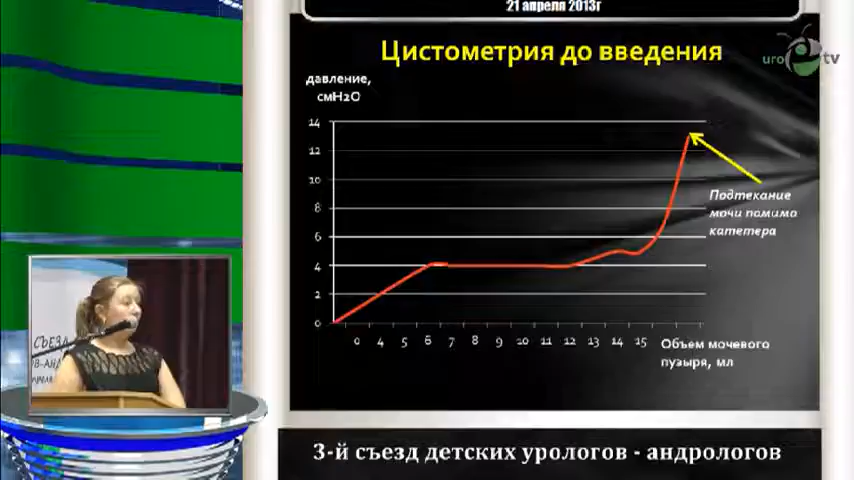 21 апреля 2013г
Цистометрия до введения
uro tv
давление,
смH2O
14
12
10
8
6
4
2
0
Подтекание
мочи помимо
катетера
0 4 5 6 7 8 9 10 11 12 13 14 15
Объем мочевого
пузыря, мл
СЪЕЗД
3-й съезд детских урологов - андрологов